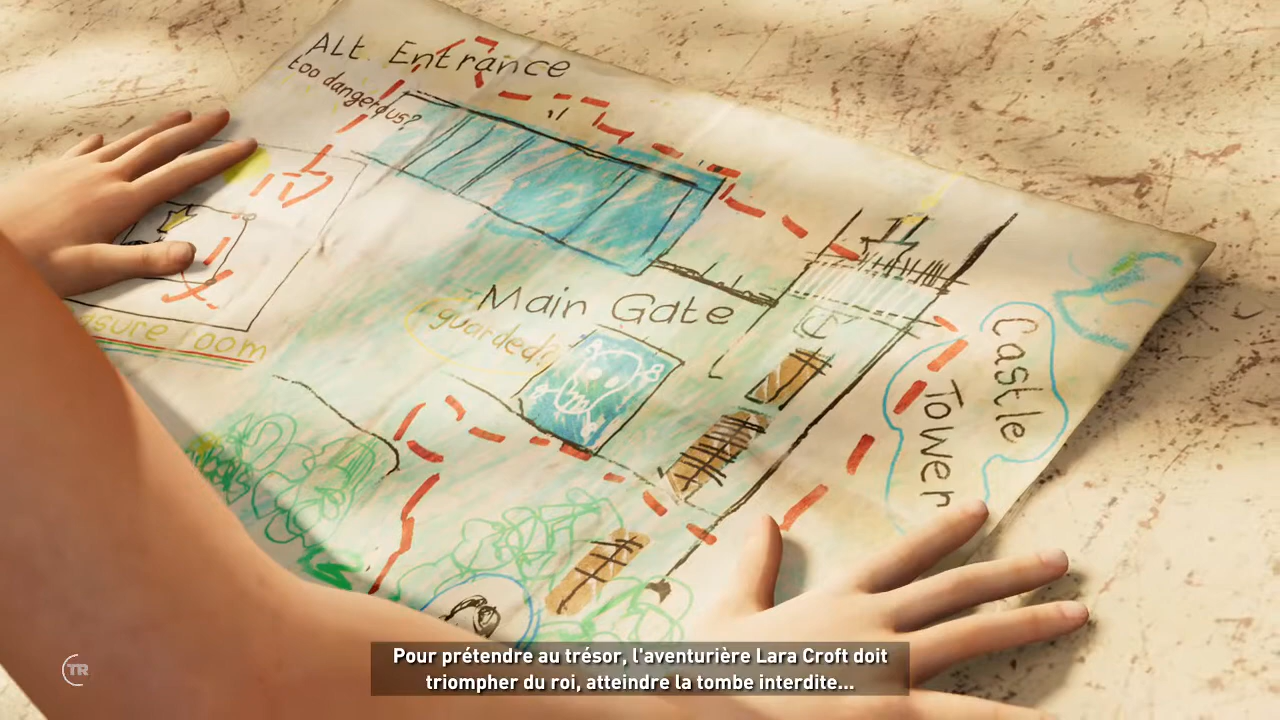 ALt. Entrance
too dangerous?
Main Gate
guarded?
Castle
Tower
room
TR
Pour prétendre au trésor, l'aventurière Lara Croft doit
triompher du roi, atteindre la tombe interdite...